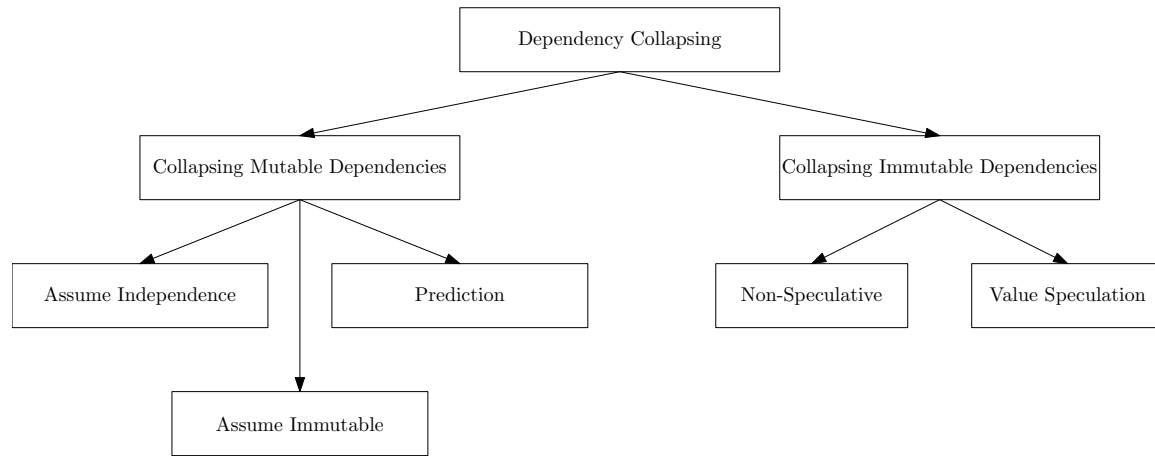 Dependency Collapsing
Collapsing Mutable Dependencies
Collapsing Immutable Dependencies
Assume Independence
Prediction
Non-Speculative
Value Speculation
Assume Immutable